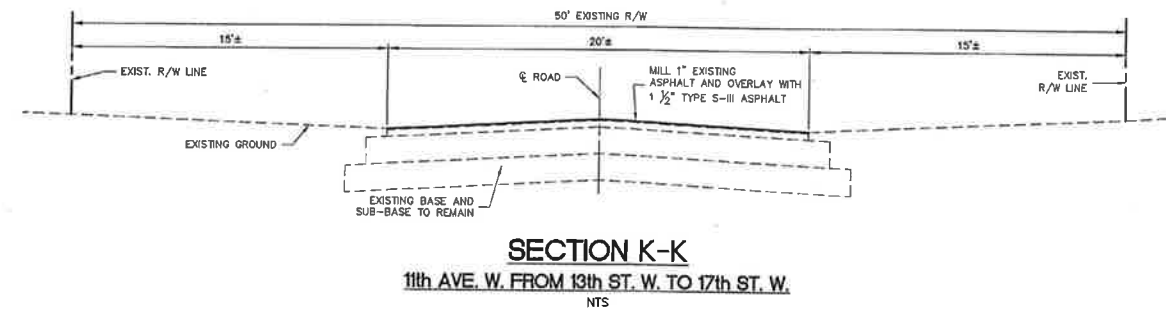 50' EXISTING R/W
15'±
20'±
15'±
EXIST. R/W LINE
℄ ROAD
MILL 1" EXISTING
ASPHALT AND OVERLAY WITH
1 1/2" TYPE S-III ASPHALT
EXIST.
R/W LINE
EXISTING GROUND
EXISTING BASE AND
SUB-BASE TO REMAIN
SECTION K-K
11th AVE. W. FROM 13th ST. W. TO 17th ST. W.
NTS